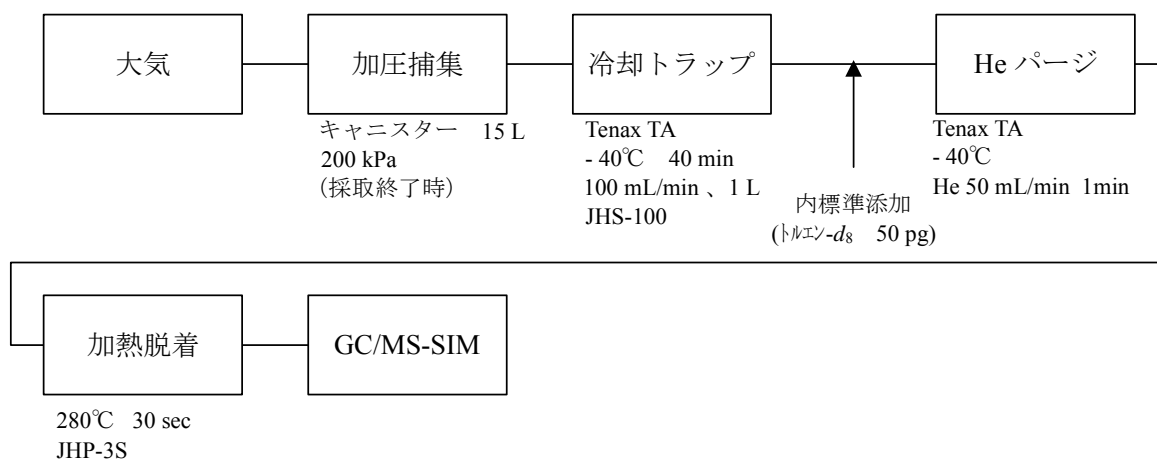 大気
加圧捕集
冷却トラップ
He パージ
キャニスター 15 L
200 kPa
(採取終了時)
Tenax TA
- 40℃ 40 min
100 mL/min 、1 L
JHS-100
内標準添加
(ﾄﾙｴﾝ-d₈ 50 pg)
Tenax TA
- 40℃
He 50 mL/min 1min
加熱脱着
GC/MS-SIM
280℃ 30 sec
JHP-3S